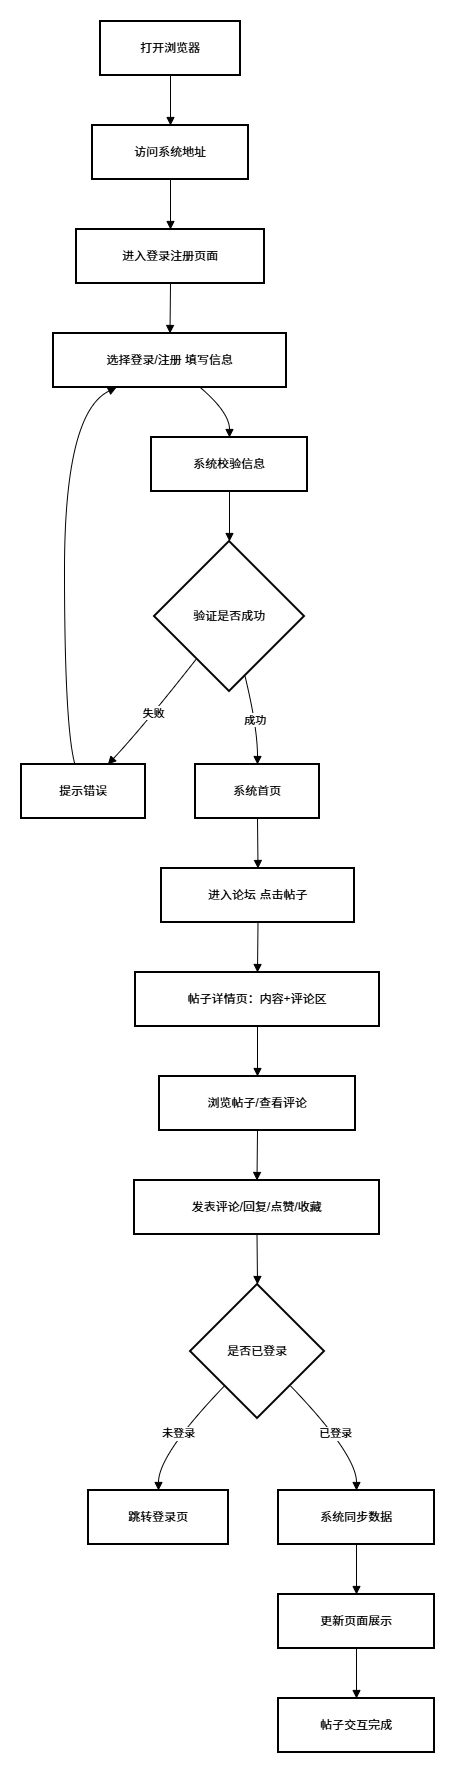 打开浏览器
访问系统地址
进入登录注册页面
选择登录/注册 填写信息
系统校验信息
验证是否成功
失败
成功
提示错误
系统首页
进入论坛 点击帖子
帖子详情页：内容+评论区
浏览帖子/查看评论
发表评论/回复/点赞/收藏
是否已登录
未登录
已登录
跳转登录页
系统同步数据
更新页面展示
帖子交互完成